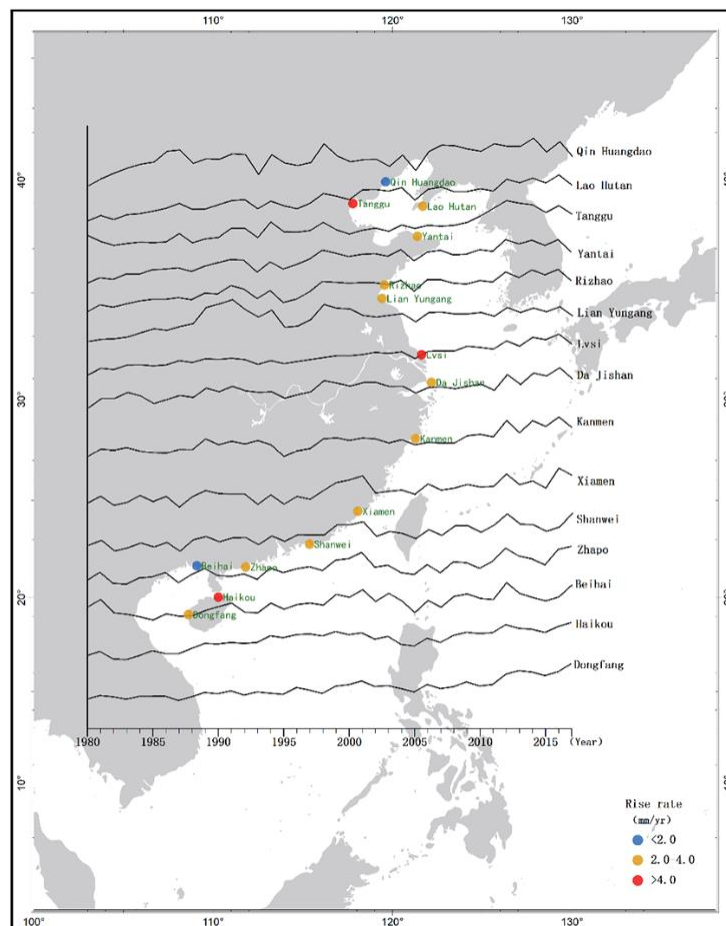 110° 120° 130°
40°
30°
20°
10°
Qin Huangdao
Lao Hutan
Tanggu
Yantai
Rizhao
Lian Yungang
Lvsi
Da Jishan
Kanmen
Xiamen
Shanwei
Zhapo
Beihai
Haikou
Dongfang
Qin Huangdao
Tanggu
Lao Hutan
Yantai
Rizhao
Lian Yungang
Lvsi
Da Jishan
Kanmen
Xiamen
Shanwei
Beihai
Zhapo
Haikou
Dongfang
1980 1985 1990 1995 2000 2005 2010 2015 (Year)
Rise rate
(mm/yr)
<2.0
2.0-4.0
>4.0
100° 110° 120° 130°